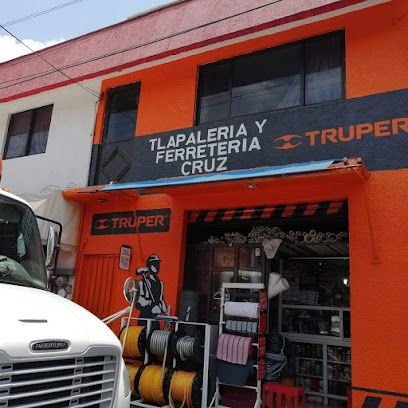 TLAPALERIA Y
FERRETERIA
CRUZ
TRUPER
TRUPER
FREIGHTLINER